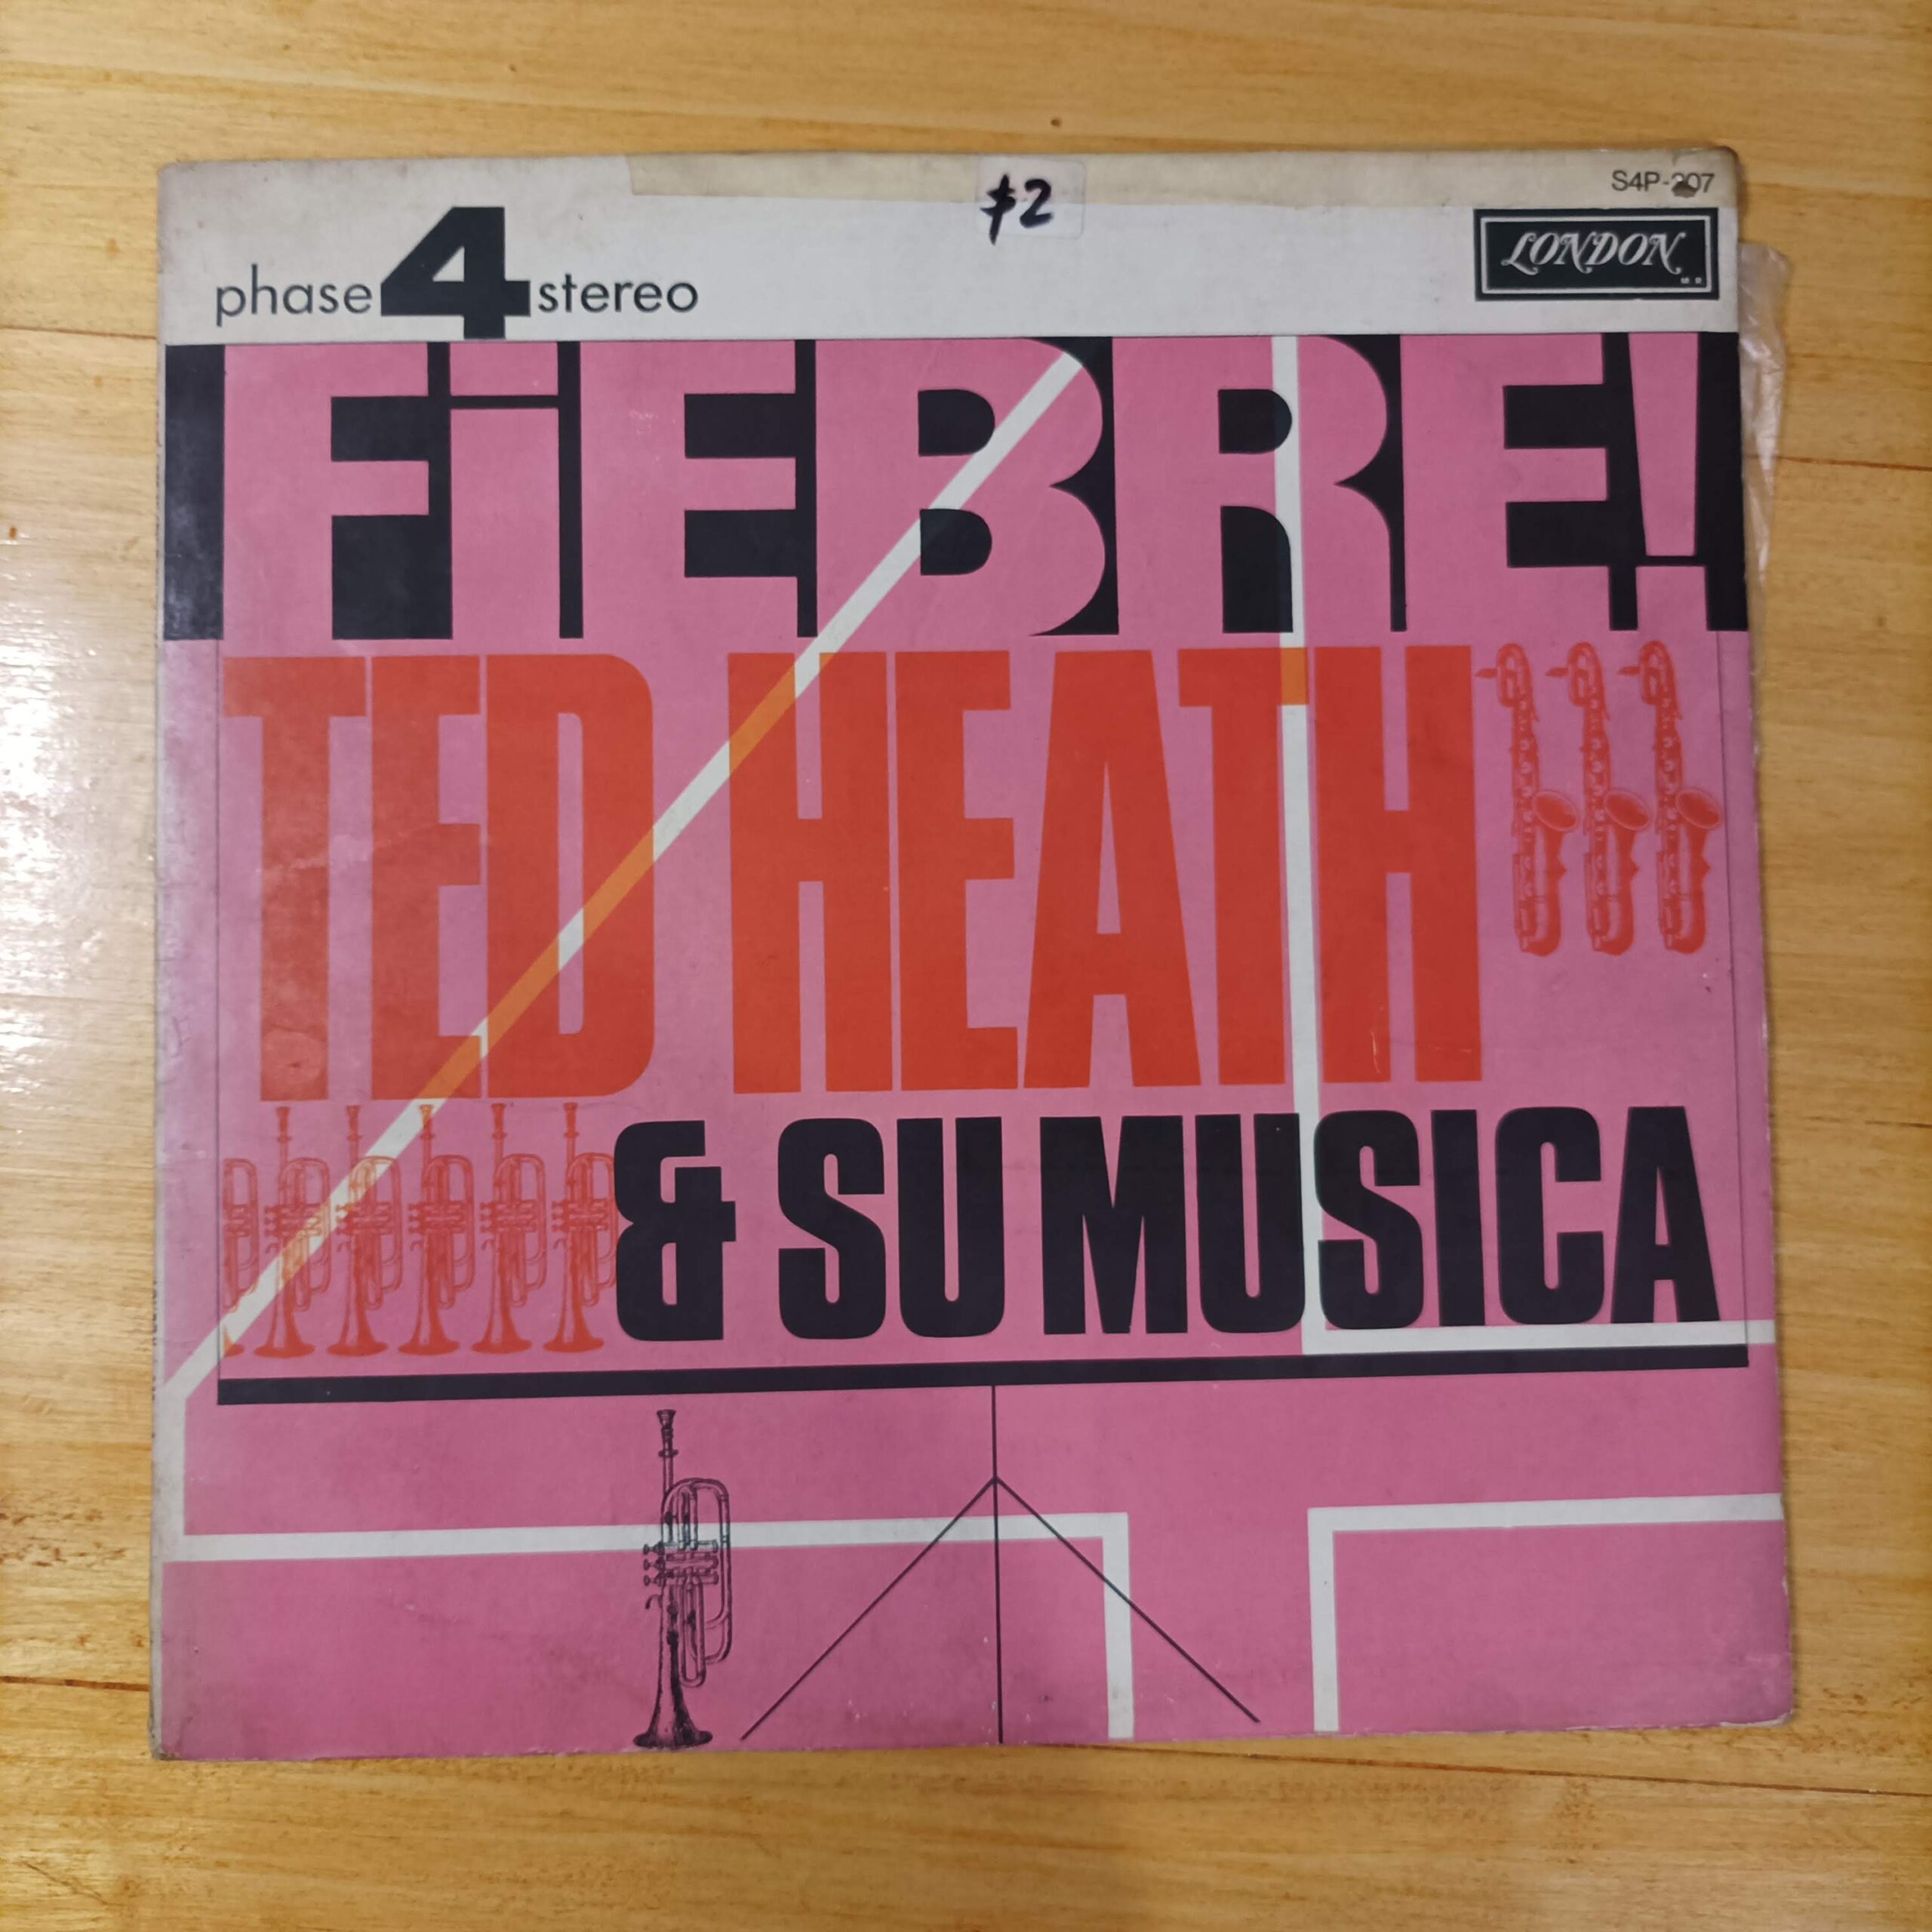 $2
S4P-207
phase 4 stereo
LONDON
FiEBRE!
TED HEATH
& SU MUSICA